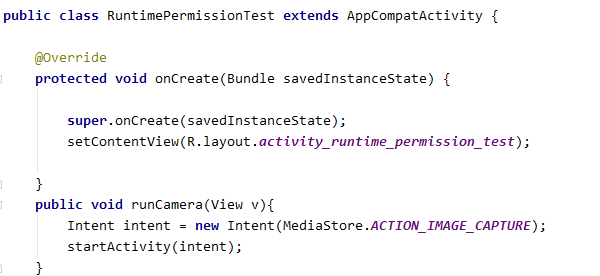 public class RuntimePermissionTest extends AppCompatActivity {
@Override
protected void onCreate(Bundle savedInstanceState) {
super.onCreate(savedInstanceState);
setContentView(R.layout.activity_runtime_permission_test);
}
public void runCamera(View v){
Intent intent = new Intent(MediaStore.ACTION_IMAGE_CAPTURE);
startActivity(intent);
}